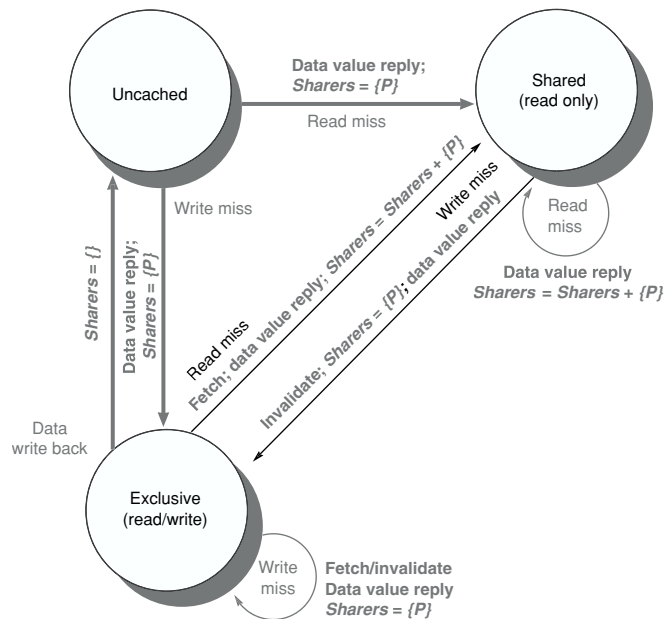 Uncached
Data value reply;
Sharers = {P}
Read miss
Shared
(read only)
Write miss
Read
miss
Data value reply
Sharers = Sharers + {P}
Sharers = {}
Data value reply;
Sharers = {P}
Read miss
Fetch; data value reply; Sharers = Sharers + {P}
Write miss
Invalidate; Sharers = {P}; data value reply
Data
write back
Exclusive
(read/write)
Write
miss
Fetch/invalidate
Data value reply
Sharers = {P}